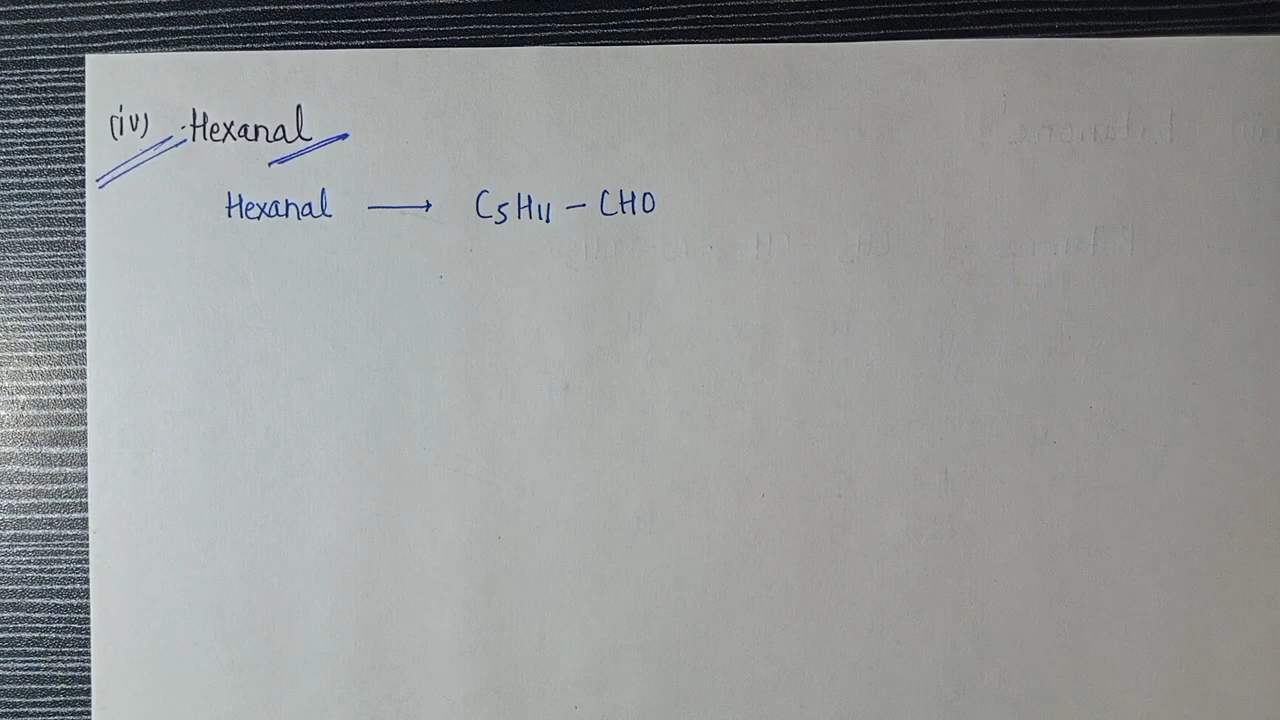 (iv) Hexanal
Hexanal → C5H11 – CHO